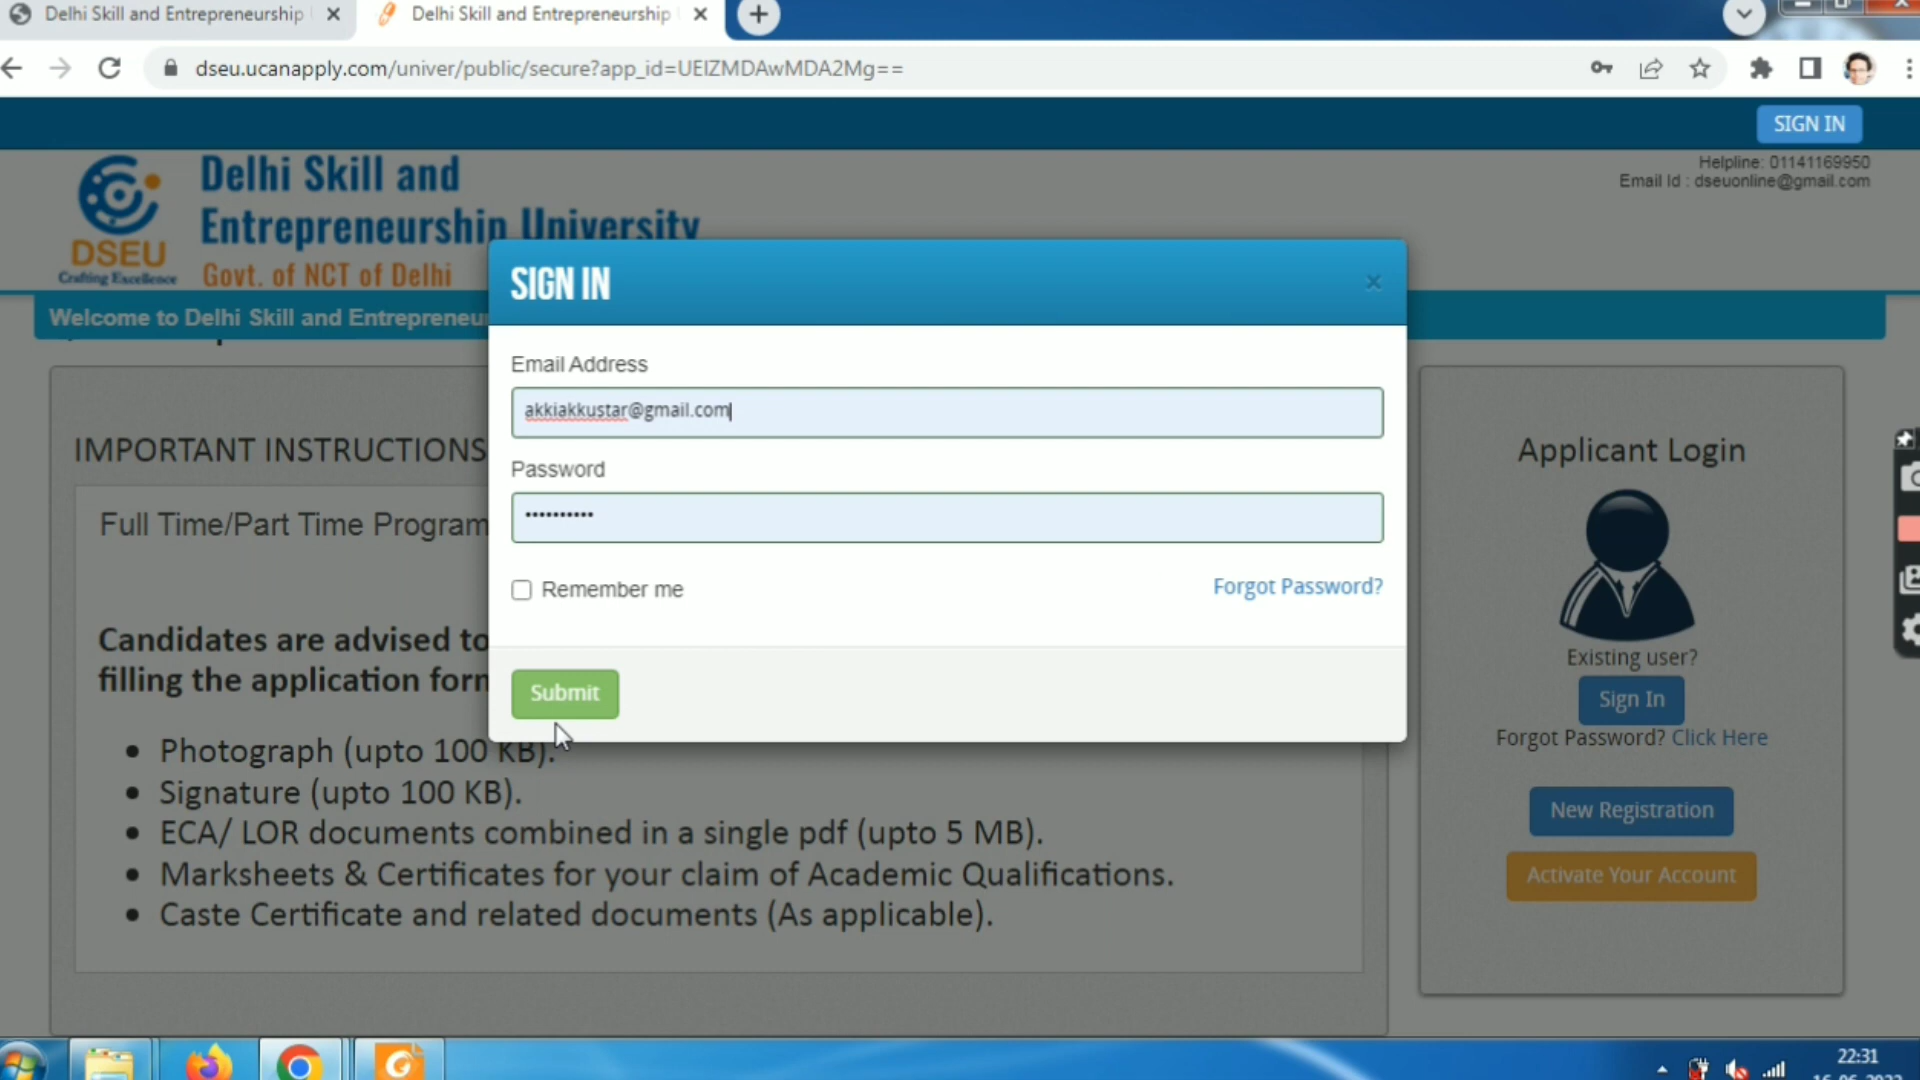 Delhi Skill and Entrepreneurship
Delhi Skill and Entrepreneurship
dseu.ucanapply.com/univer/public/secure?app_id=UElZMDAwMDA2Mg==
SIGN IN
Delhi Skill and
Entrepreneurship University
Govt. of NCT of Delhi
DSEU
Crafting Excellence
Helpline: 01141169950
Email Id : dseuonline@gmail.com
Welcome to Delhi Skill and Entrepreneu
SIGN IN
×
Email Address
akkiakkustar@gmail.com
Password
••••••••••
Remember me
Forgot Password?
Submit
IMPORTANT INSTRUCTIONS
Full Time/Part Time Program
Candidates are advised to
filling the application forn
• Photograph (upto 100 KB).
• Signature (upto 100 KB).
• ECA/ LOR documents combined in a single pdf (upto 5 MB).
• Marksheets & Certificates for your claim of Academic Qualifications.
• Caste Certificate and related documents (As applicable).
Applicant Login
Existing user?
Sign In
Forgot Password? Click Here
New Registration
Activate Your Account
22:31